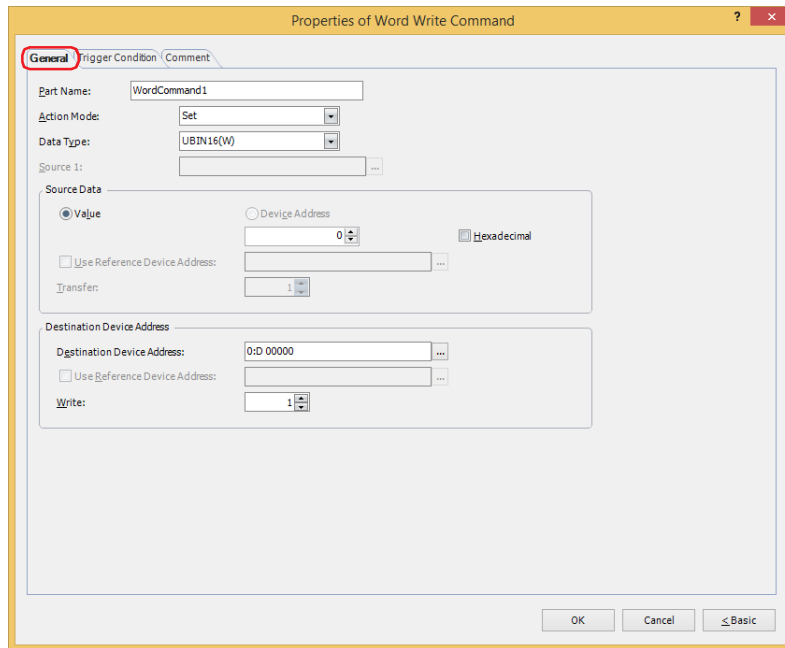 Properties of Word Write Command ? ×
General Trigger Condition Comment
Part Name: WordCommand1
Action Mode: Set
Data Type: UBIN16(W)
Source 1: ...
Source Data
Value Device Address
0 Hexadecimal
Use Reference Device Address: ...
Transfer: 1
Destination Device Address
Destination Device Address: 0:D 00000 ...
Use Reference Device Address: ...
Write: 1
OK Cancel < Basic